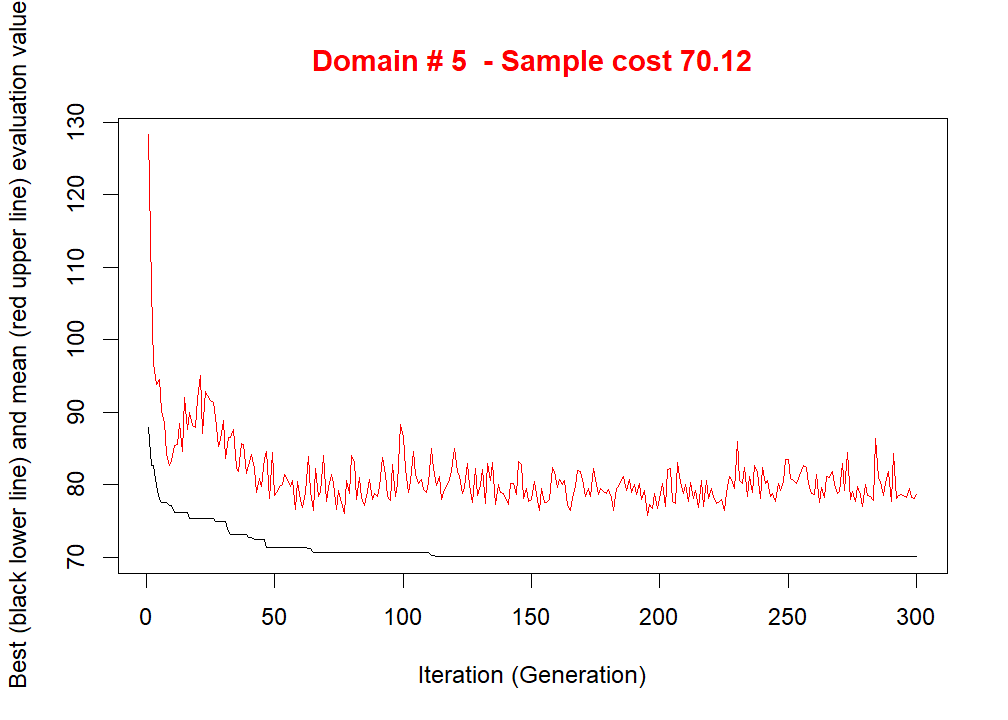 Domain # 5  - Sample cost 70.12
Best (black lower line) and mean (red upper line) evaluation value
130
120
110
100
90
80
70
0 50 100 150 200 250 300
Iteration (Generation)